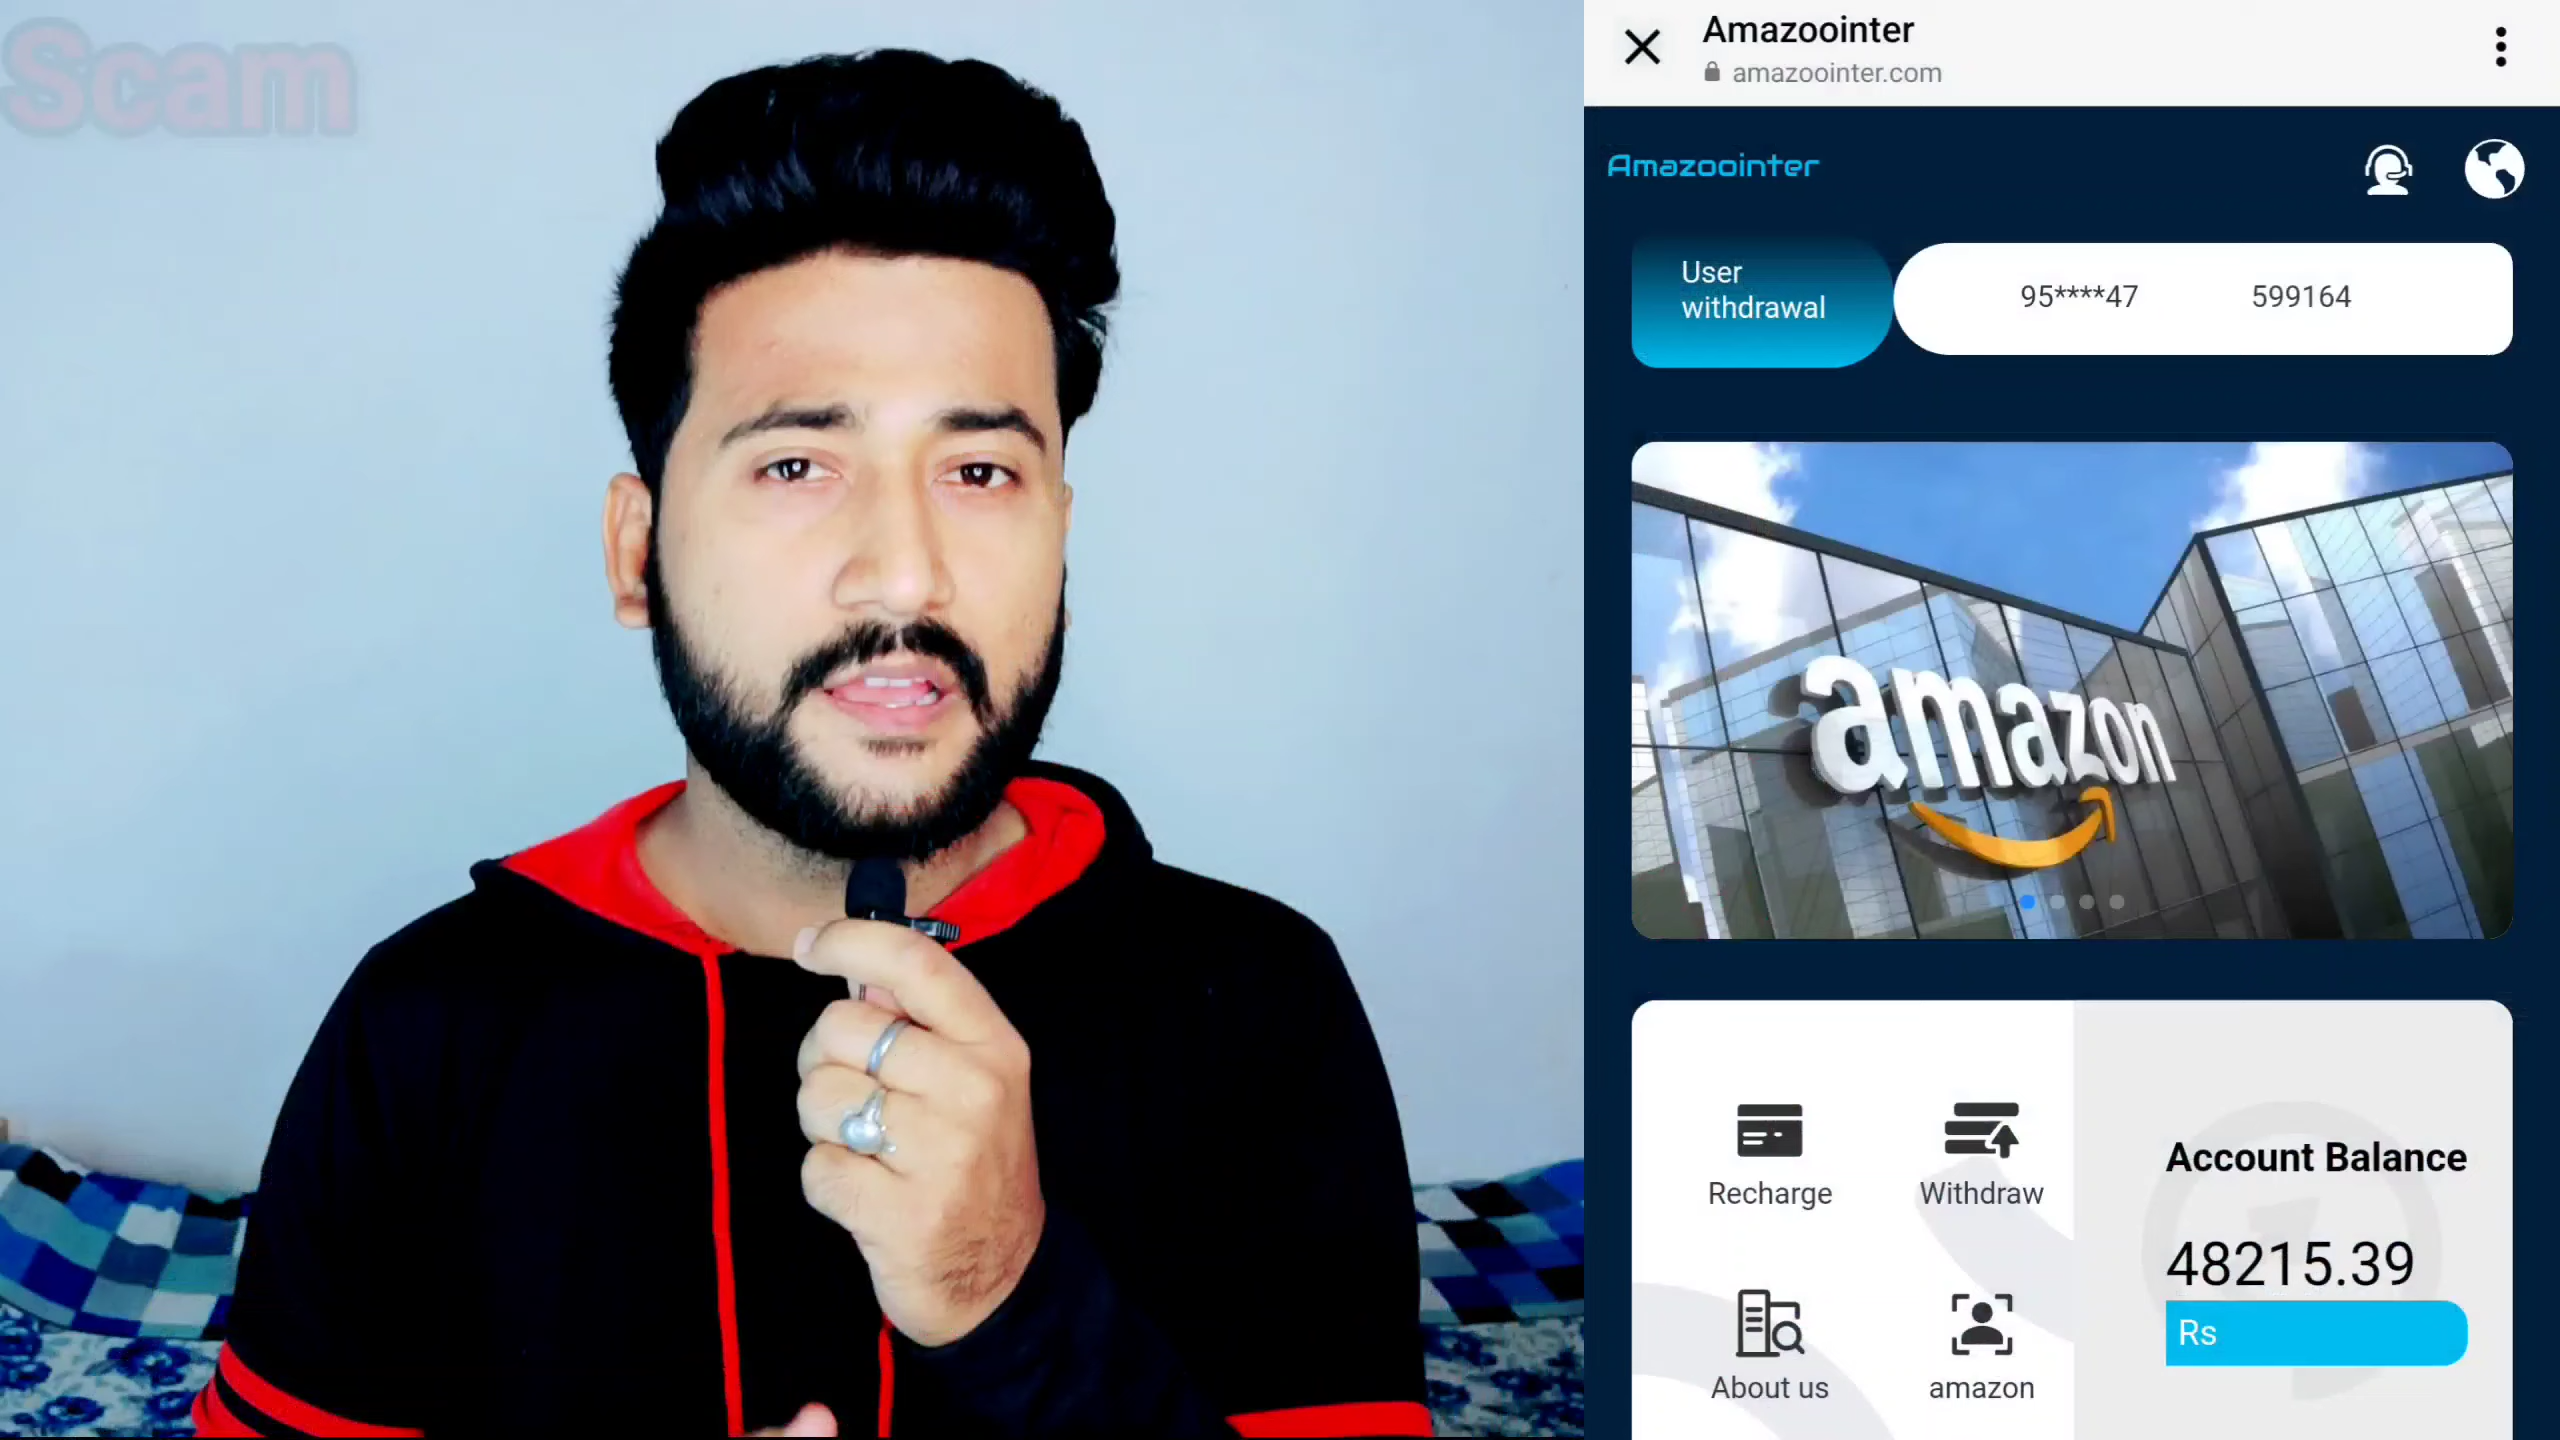 Scam
Amazoointer
amazoointer.com
Amazoointer
User
withdrawal
95****47 599164
amazon
Recharge
Withdraw
Account Balance
48215.39
Rs
About us
amazon